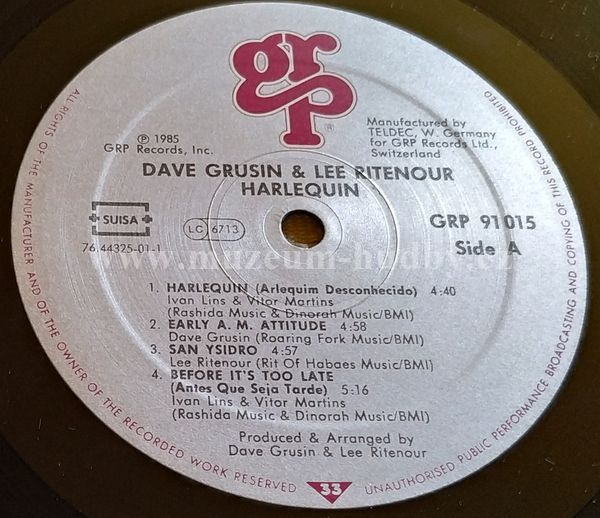 grp
®
℗ 1985
GRP Records, Inc.
Manufactured by
TELDEC, W. Germany
for GRP Records Ltd.,
Switzerland
DAVE GRUSIN & LEE RITENOUR
HARLEQUIN
SUISA
LC 6713
GRP 91015
76.44325-01-1
Side A
www.muzeum-hudby.cz
1. HARLEQUIN (Arlequim Desconhecido) 4:40
Ivan Lins & Vitor Martins
(Rashida Music & Dinorah Music/BMI)
2. EARLY A. M. ATTITUDE 4:58
Dave Grusin (Roaring Fork Music/BMI)
3. SAN YSIDRO 4:57
Lee Ritenour (Rit Of Habaes Music/BMI)
4. BEFORE IT'S TOO LATE
(Antes Que Seja Tarde) 5:16
Ivan Lins & Vitor Martins
(Rashida Music & Dinorah Music/BMI)
Produced & Arranged by
Dave Grusin & Lee Ritenour
33
ALL RIGHTS OF THE MANUFACTURER AND OF THE OWNER OF THE RECORDED WORK RESERVED
UNAUTHORISED PUBLIC PERFORMANCE BROADCASTING AND COPYING OF THIS RECORD PROHIBITED